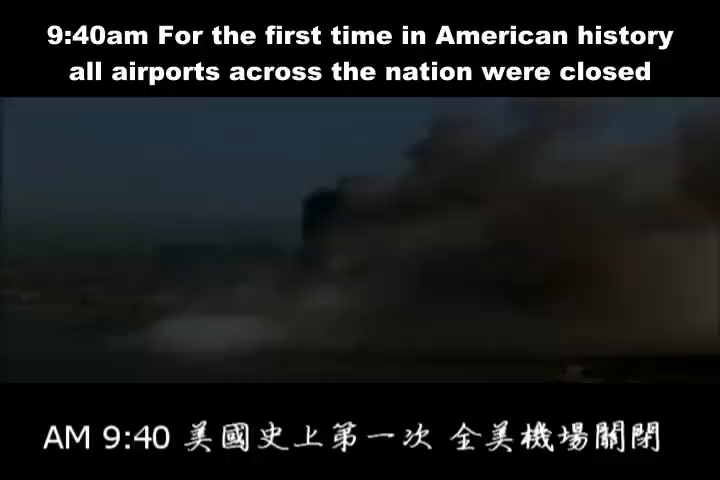 9:40am For the first time in American history
all airports across the nation were closed
AM 9:40 美國史上第一次 全美機場關閉